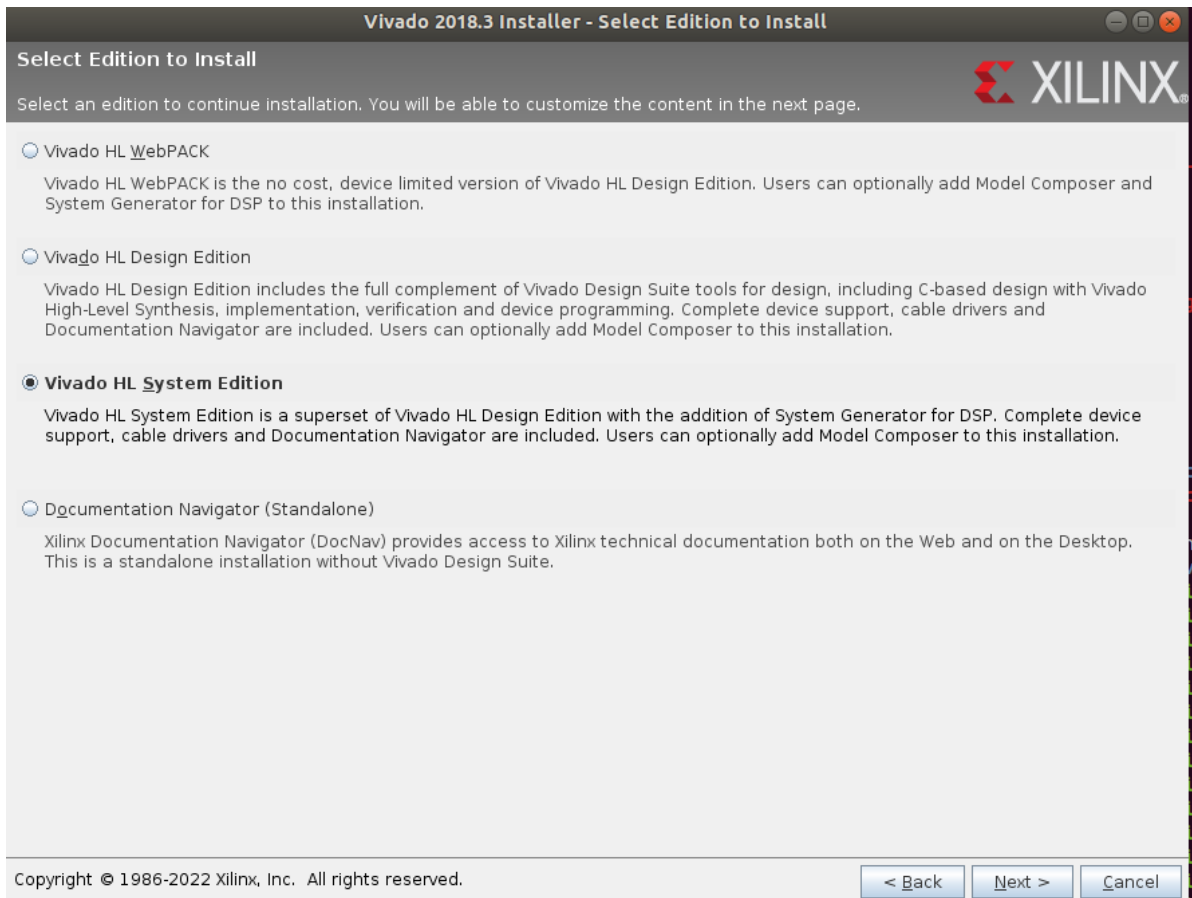 Vivado 2018.3 Installer - Select Edition to Install
Select Edition to Install
XILINX®
Select an edition to continue installation. You will be able to customize the content in the next page.
Vivado HL WebPACK
Vivado HL WebPACK is the no cost, device limited version of Vivado HL Design Edition. Users can optionally add Model Composer and
System Generator for DSP to this installation.
Vivado HL Design Edition
Vivado HL Design Edition includes the full complement of Vivado Design Suite tools for design, including C-based design with Vivado
High-Level Synthesis, implementation, verification and device programming. Complete device support, cable drivers and
Documentation Navigator are included. Users can optionally add Model Composer to this installation.
Vivado HL System Edition
Vivado HL System Edition is a superset of Vivado HL Design Edition with the addition of System Generator for DSP. Complete device
support, cable drivers and Documentation Navigator are included. Users can optionally add Model Composer to this installation.
Documentation Navigator (Standalone)
Xilinx Documentation Navigator (DocNav) provides access to Xilinx technical documentation both on the Web and on the Desktop.
This is a standalone installation without Vivado Design Suite.
Copyright © 1986-2022 Xilinx, Inc. All rights reserved.
< Back
Next >
Cancel